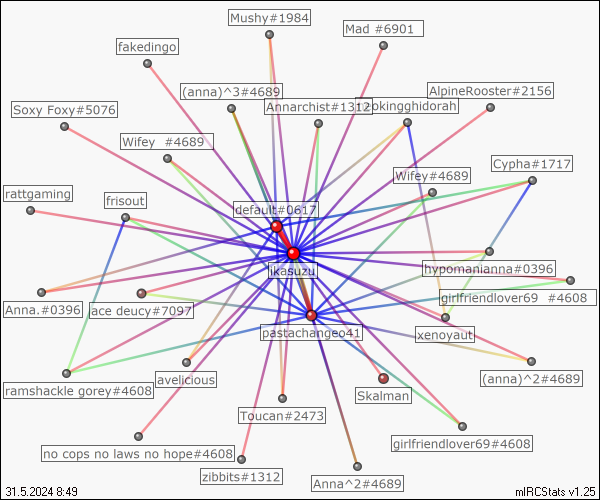 Mushy#1984
Mad #6901
fakedingo
(anna)^3#4689
AlpineRooster#2156
Annarchist#1312
zookingghidorah
Soxy Foxy#5076
Wifey  #4689
Cypha#1717
Wifey#4689
rattgaming
frisout
default#0617
ikasuzu
hypomanianna#0396
girlfriendlover69  #4608
Anna.#0396
ace deucy#7097
pastachangeo41
xenoyaut
avelicious
(anna)^2#4689
ramshackle gorey#4608
Skalman
Toucan#2473
girlfriendlover69#4608
no cops no laws no hope#4608
zibbits#1312
Anna^2#4689
31.5.2024 8:49
mIRCStats v1.25